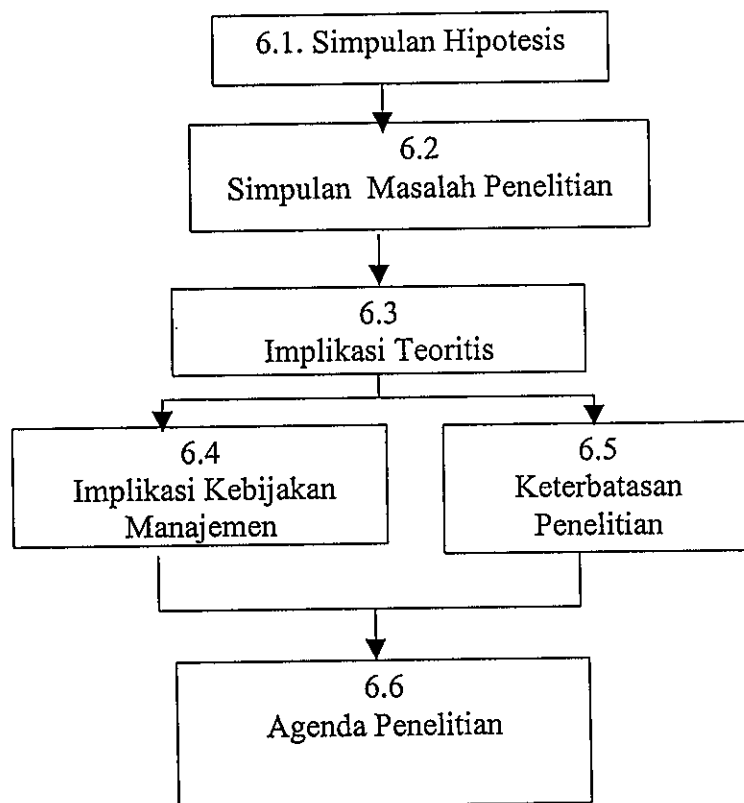 6.1. Simpulan Hipotesis
6.2
Simpulan Masalah Penelitian
6.3
Implikasi Teoritis
6.4
Implikasi Kebijakan
Manajemen
6.5
Keterbatasan
Penelitian
6.6
Agenda Penelitian